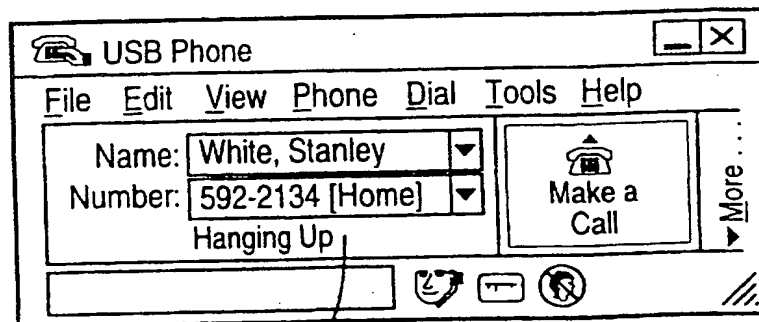 USB Phone
File Edit View Phone Dial Tools Help
Name: White, Stanley
Number: 592-2134 [Home]
Hanging Up
Make a
Call
More....